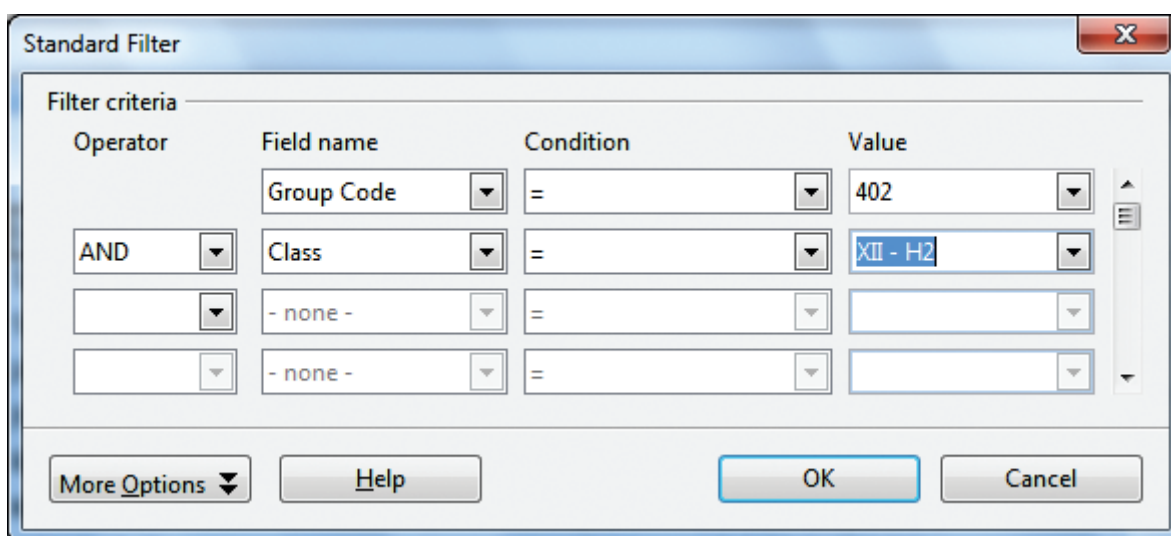 Standard Filter
Filter criteria
Operator Field name Condition Value
Group Code = 402
AND Class = XII - H2
- none - =
- none - =
More Options Help OK Cancel